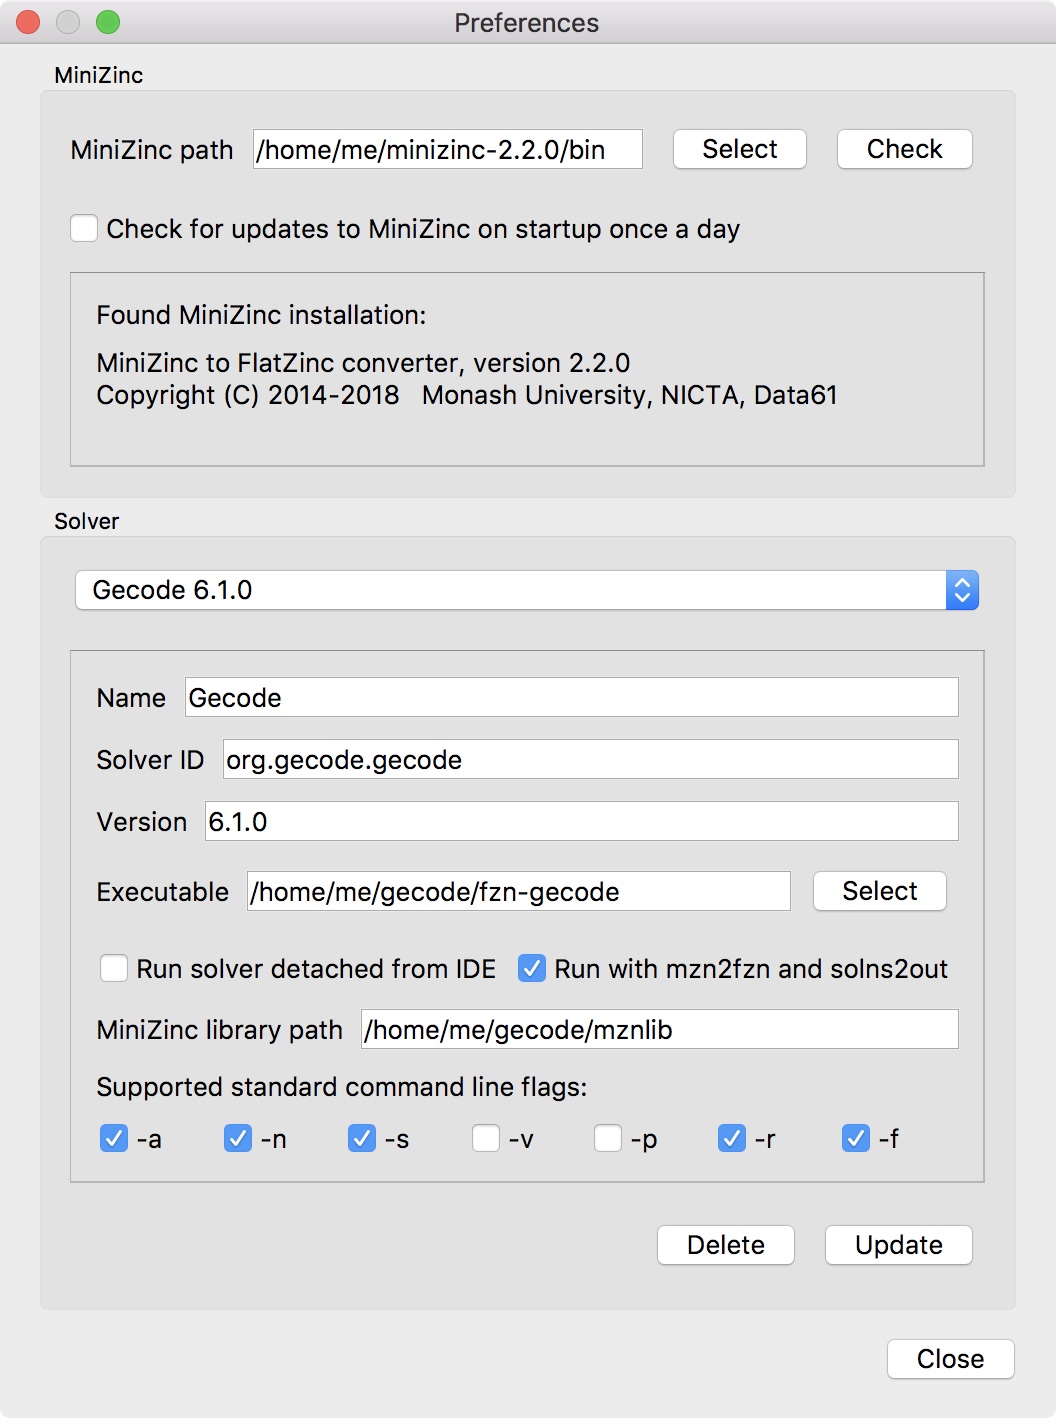 Preferences
MiniZinc
MiniZinc path /home/me/minizinc-2.2.0/bin Select Check
Check for updates to MiniZinc on startup once a day
Found MiniZinc installation:
MiniZinc to FlatZinc converter, version 2.2.0
Copyright (C) 2014-2018 Monash University, NICTA, Data61
Solver
Gecode 6.1.0
Name Gecode
Solver ID org.gecode.gecode
Version 6.1.0
Executable /home/me/gecode/fzn-gecode Select
Run solver detached from IDE Run with mzn2fzn and solns2out
MiniZinc library path /home/me/gecode/mznlib
Supported standard command line flags:
-a -n -s -v -p -r -f
Delete Update
Close